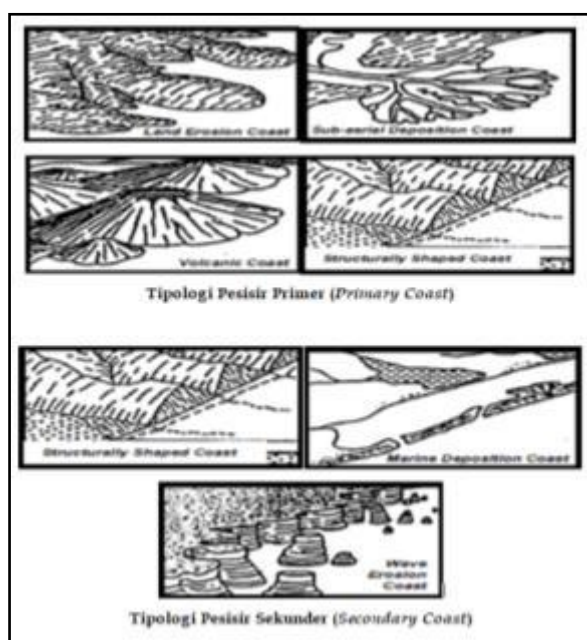 Land Erosion Coast
Sub-aerial Deposition Coast
Volcanic Coast
Structurally Shaped Coast
Tipologi Pesisir Primer (Primary Coast)
Structurally Shaped Coast
Marine Deposition Coast
Wave
Erosion
Coast
Tipologi Pesisir Sekunder (Secondary Coast)